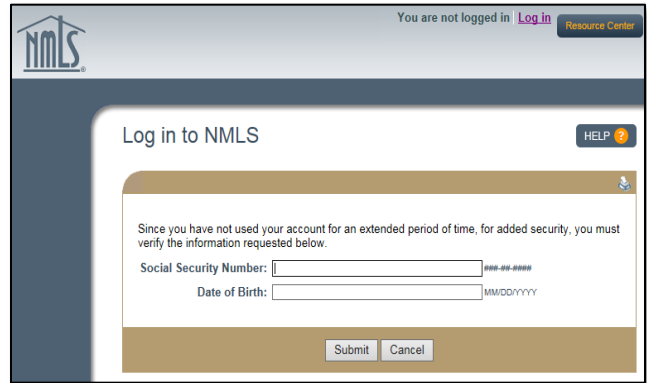 You are not logged in | Log in
Resource Center
NMLS®
Log in to NMLS
HELP ?
Since you have not used your account for an extended period of time, for added security, you must
verify the information requested below.
Social Security Number: ###-##-####
Date of Birth: MM/DD/YYYY
Submit Cancel